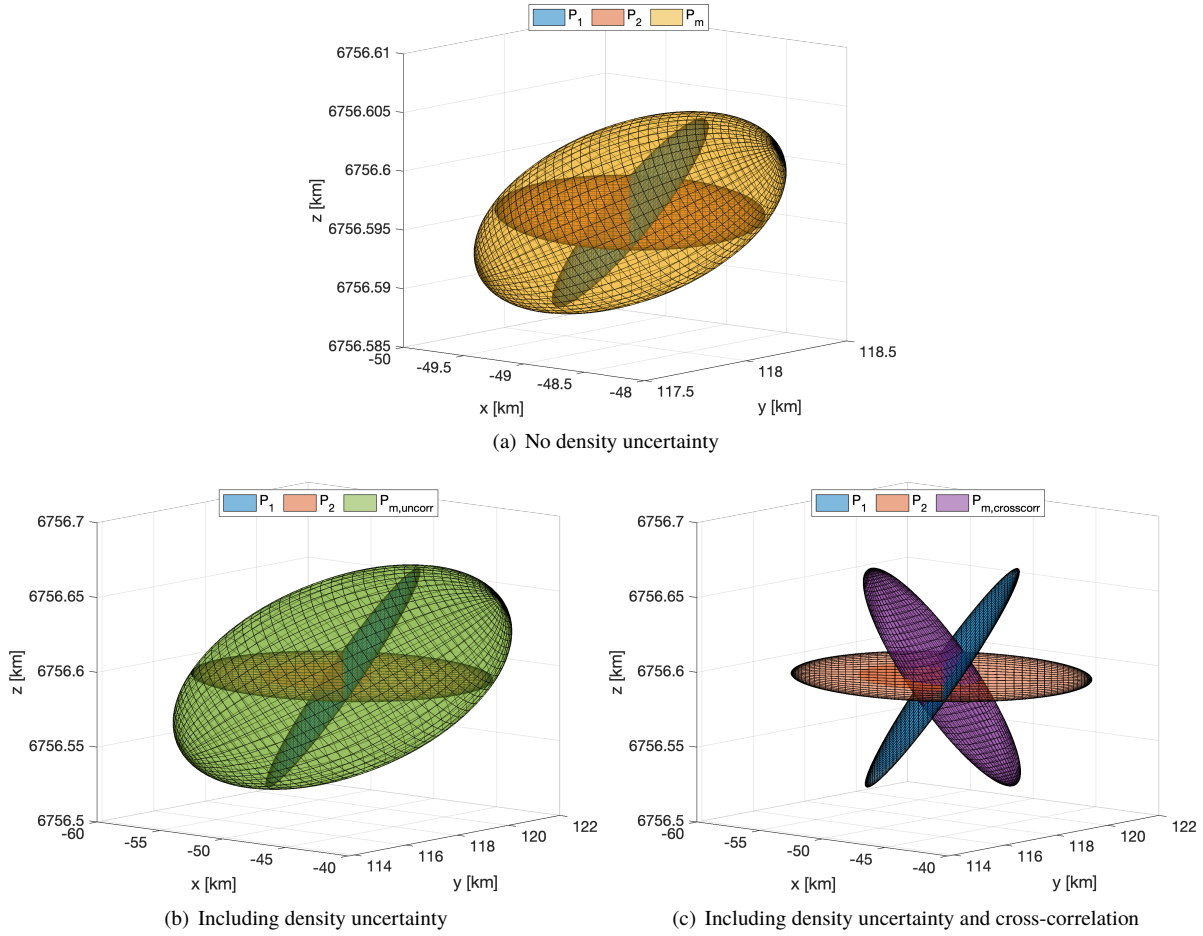 P1 P2 Pm
6756.61
6756.605
6756.6
6756.595
6756.59
6756.585
z [km]
-50
-49.5
-49
-48.5
-48
x [km]
117.5
118
118.5
y [km]
(a) No density uncertainty
P1 P2 Pm,uncorr
6756.7
6756.65
6756.6
6756.55
6756.5
z [km]
-60
-55
-50
-45
-40
x [km]
114
116
118
120
122
y [km]
(b) Including density uncertainty
P1 P2 Pm,crosscorr
6756.7
6756.65
6756.6
6756.55
6756.5
z [km]
-60
-55
-50
-45
-40
x [km]
114
116
118
120
122
y [km]
(c) Including density uncertainty and cross-correlation